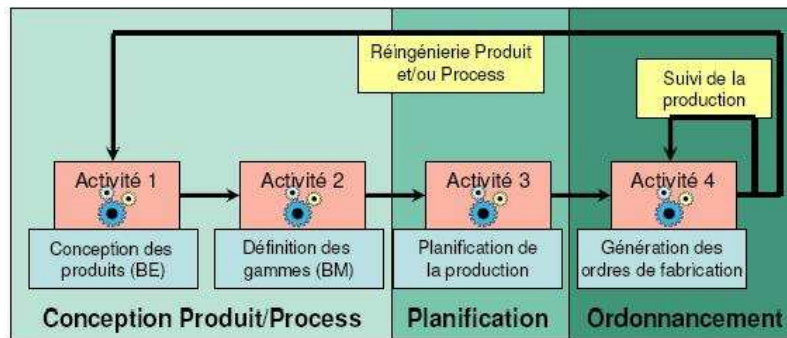 Réingénierie Produit
et/ou Process
Suivi de la
production
Activité 1
Activité 2
Activité 3
Activité 4
Conception des
produits (BE)
Définition des
gammes (BM)
Planification de
la production
Génération des
ordres de fabrication
Conception Produit/Process
Planification
Ordonnancement